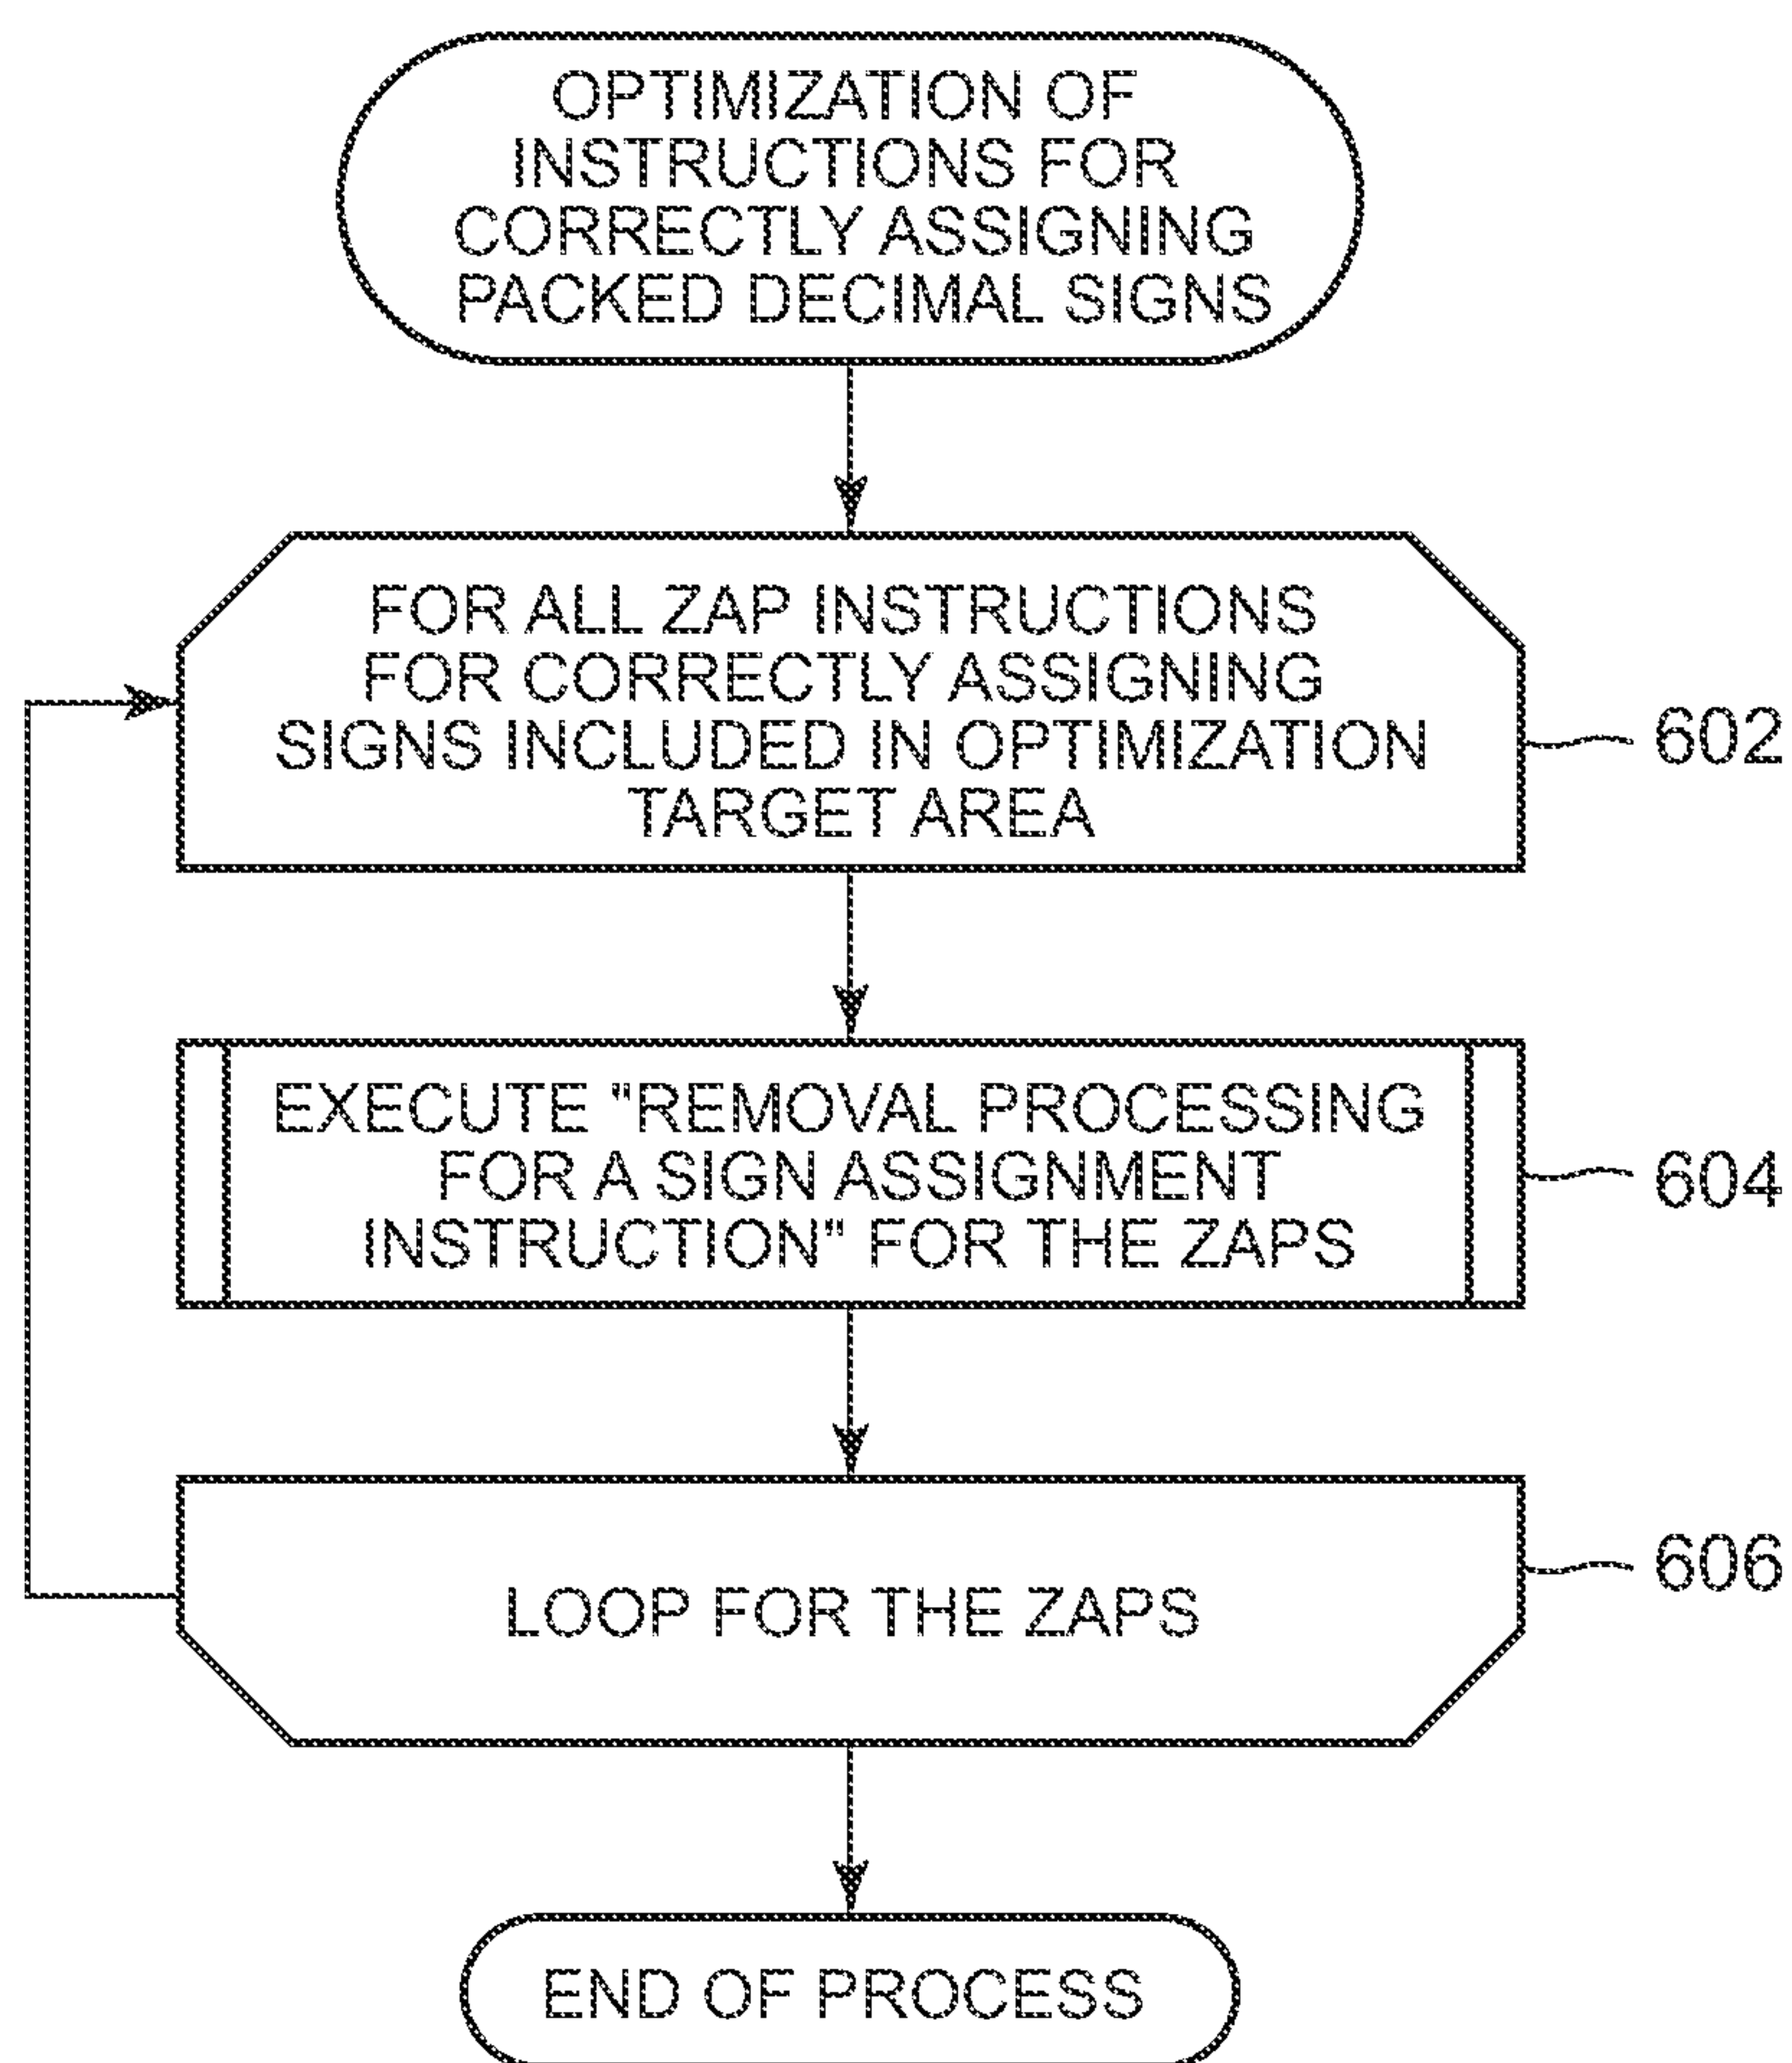 OPTIMIZATION OF
INSTRUCTIONS FOR
CORRECTLY ASSIGNING
PACKED DECIMAL SIGNS
FOR ALL ZAP INSTRUCTIONS
FOR CORRECTLY ASSIGNING
SIGNS INCLUDED IN OPTIMIZATION
TARGET AREA
602
EXECUTE "REMOVAL PROCESSING
FOR A SIGN ASSIGNMENT
INSTRUCTION" FOR THE ZAPS
604
LOOP FOR THE ZAPS
606
END OF PROCESS